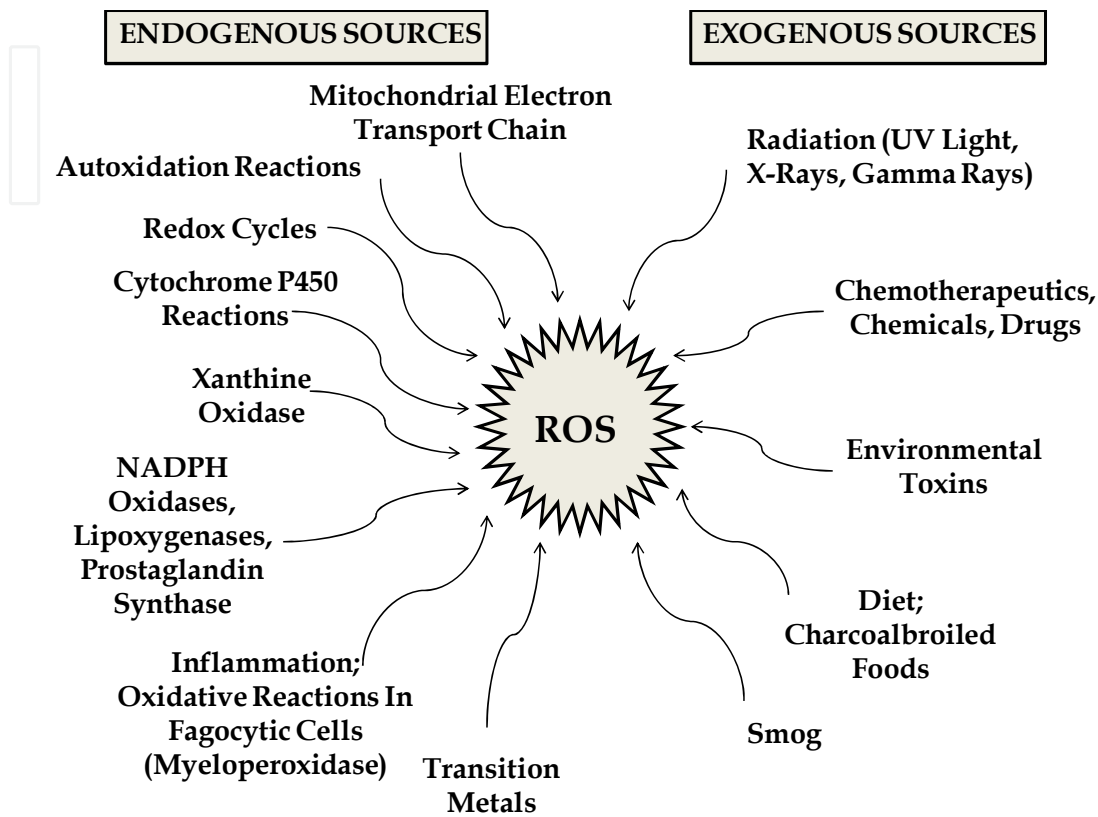 ENDOGENOUS SOURCES
EXOGENOUS SOURCES
Mitochondrial Electron
Transport Chain
Autoxidation Reactions
Redox Cycles
Cytochrome P450
Reactions
Xanthine
Oxidase
NADPH
Oxidases,
Lipoxygenases,
Prostaglandin
Synthase
Inflammation;
Oxidative Reactions In
Fagocytic Cells
(Myeloperoxidase)
Transition
Metals
ROS
Radiation (UV Light,
X-Rays, Gamma Rays)
Chemotherapeutics,
Chemicals, Drugs
Environmental
Toxins
Diet;
Charcoalbroiled
Foods
Smog